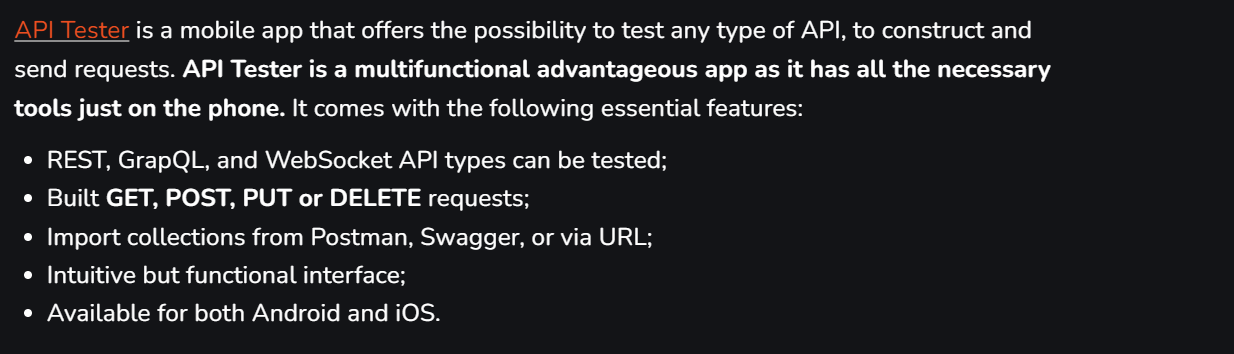 API Tester is a mobile app that offers the possibility to test any type of API, to construct and
send requests. API Tester is a multifunctional advantageous app as it has all the necessary
tools just on the phone. It comes with the following essential features:
• REST, GrapQL, and WebSocket API types can be tested;
• Built GET, POST, PUT or DELETE requests;
• Import collections from Postman, Swagger, or via URL;
• Intuitive but functional interface;
• Available for both Android and iOS.